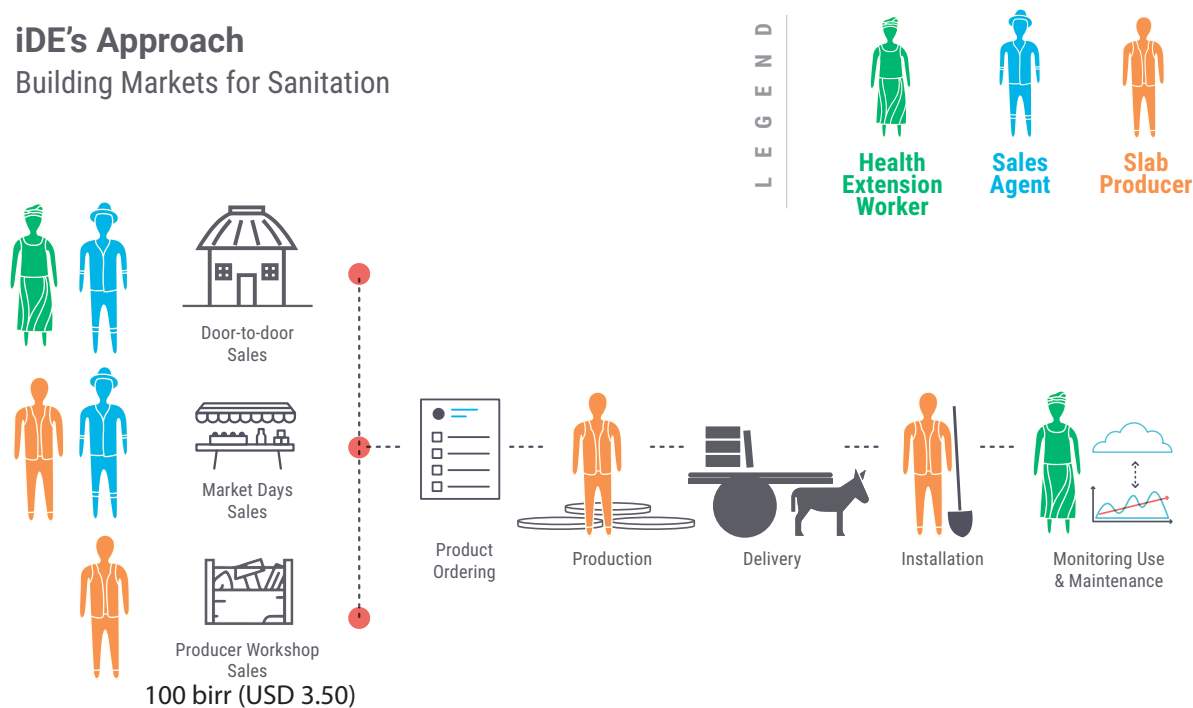 iDE's Approach
Building Markets for Sanitation
LEGEND
Health
Extension
Worker
Sales
Agent
Slab
Producer
Door-to-door
Sales
Market Days
Sales
Producer Workshop
Sales
100 birr (USD 3.50)
Product
Ordering
Production
Delivery
Installation
Monitoring Use
& Maintenance